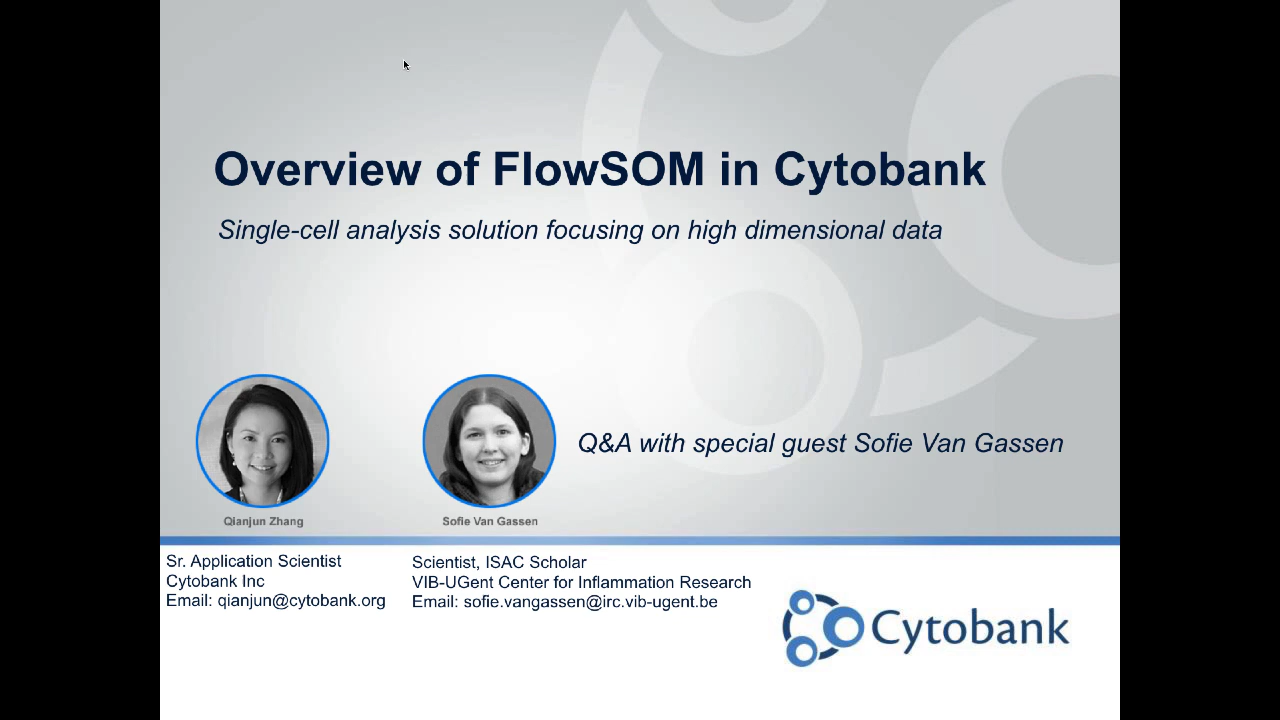 Overview of FlowSOM in Cytobank
Single-cell analysis solution focusing on high dimensional data
Q&A with special guest Sofie Van Gassen
Qianjun Zhang
Sofie Van Gassen
Sr. Application Scientist
Cytobank Inc
Email: qianjun@cytobank.org
Scientist, ISAC Scholar
VIB-UGent Center for Inflammation Research
Email: sofie.vangassen@irc.vib-ugent.be
Cytobank